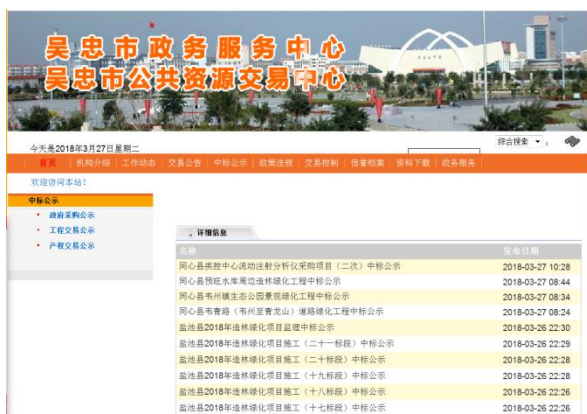 吴忠市政务服务中心
吴忠市公共资源交易中心
今天是2018年3月27日星期二
综合搜索
首页 | 机构介绍 | 工作动态 | 交易公告 | 中标公示 | 政策法规 | 交易控制 | 信誉档案 | 资料下载 | 政务服务 |
欢迎访问本站!
中标公示
政府采购公示
工程交易公示
产权交易公示
详细信息
名称 发布日期
同心县疾控中心流动注射分析仪采购项目（二次）中标公示 2018-03-27 10:28
同心县预旺水库周边造林绿化工程中标公示 2018-03-27 08:44
同心县韦州镇生态公园景观绿化工程中标公示 2018-03-27 08:34
同心县韦青路（韦州至青龙山）道路绿化工程中标公示 2018-03-27 08:24
盐池县2018年造林绿化项目监理中标公示 2018-03-26 22:30
盐池县2018年造林绿化项目施工（二十一标段）中标公示 2018-03-26 22:29
盐池县2018年造林绿化项目施工（二十标段）中标公示 2018-03-26 22:28
盐池县2018年造林绿化项目施工（十九标段）中标公示 2018-03-26 22:28
盐池县2018年造林绿化项目施工（十八标段）中标公示 2018-03-26 22:26
盐池县2018年造林绿化项目施工（十七标段）中标公示 2018-03-26 22:26